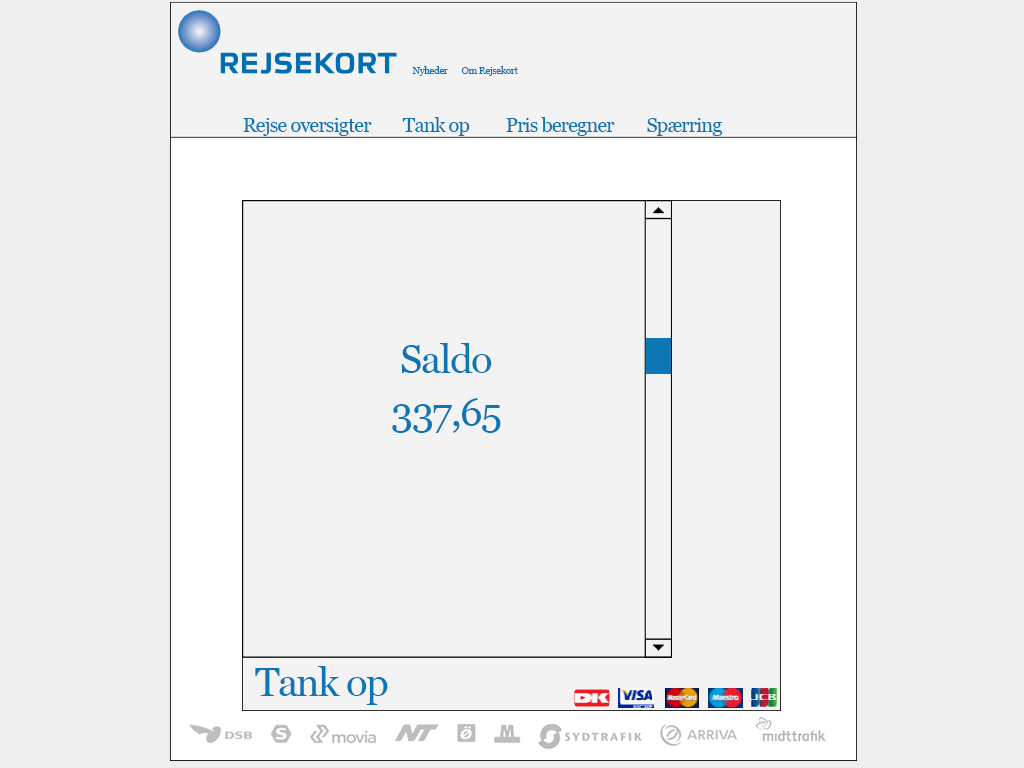 REJSEKORT
Nyheder Om Rejsekort
Rejse oversigter Tank op Pris beregner Spærring
Saldo
337,65
Tank op
DK VISA MasterCard Maestro JCB
DSB S movia NT Ø M SYDTRAFIK ARRIVA midttrafik